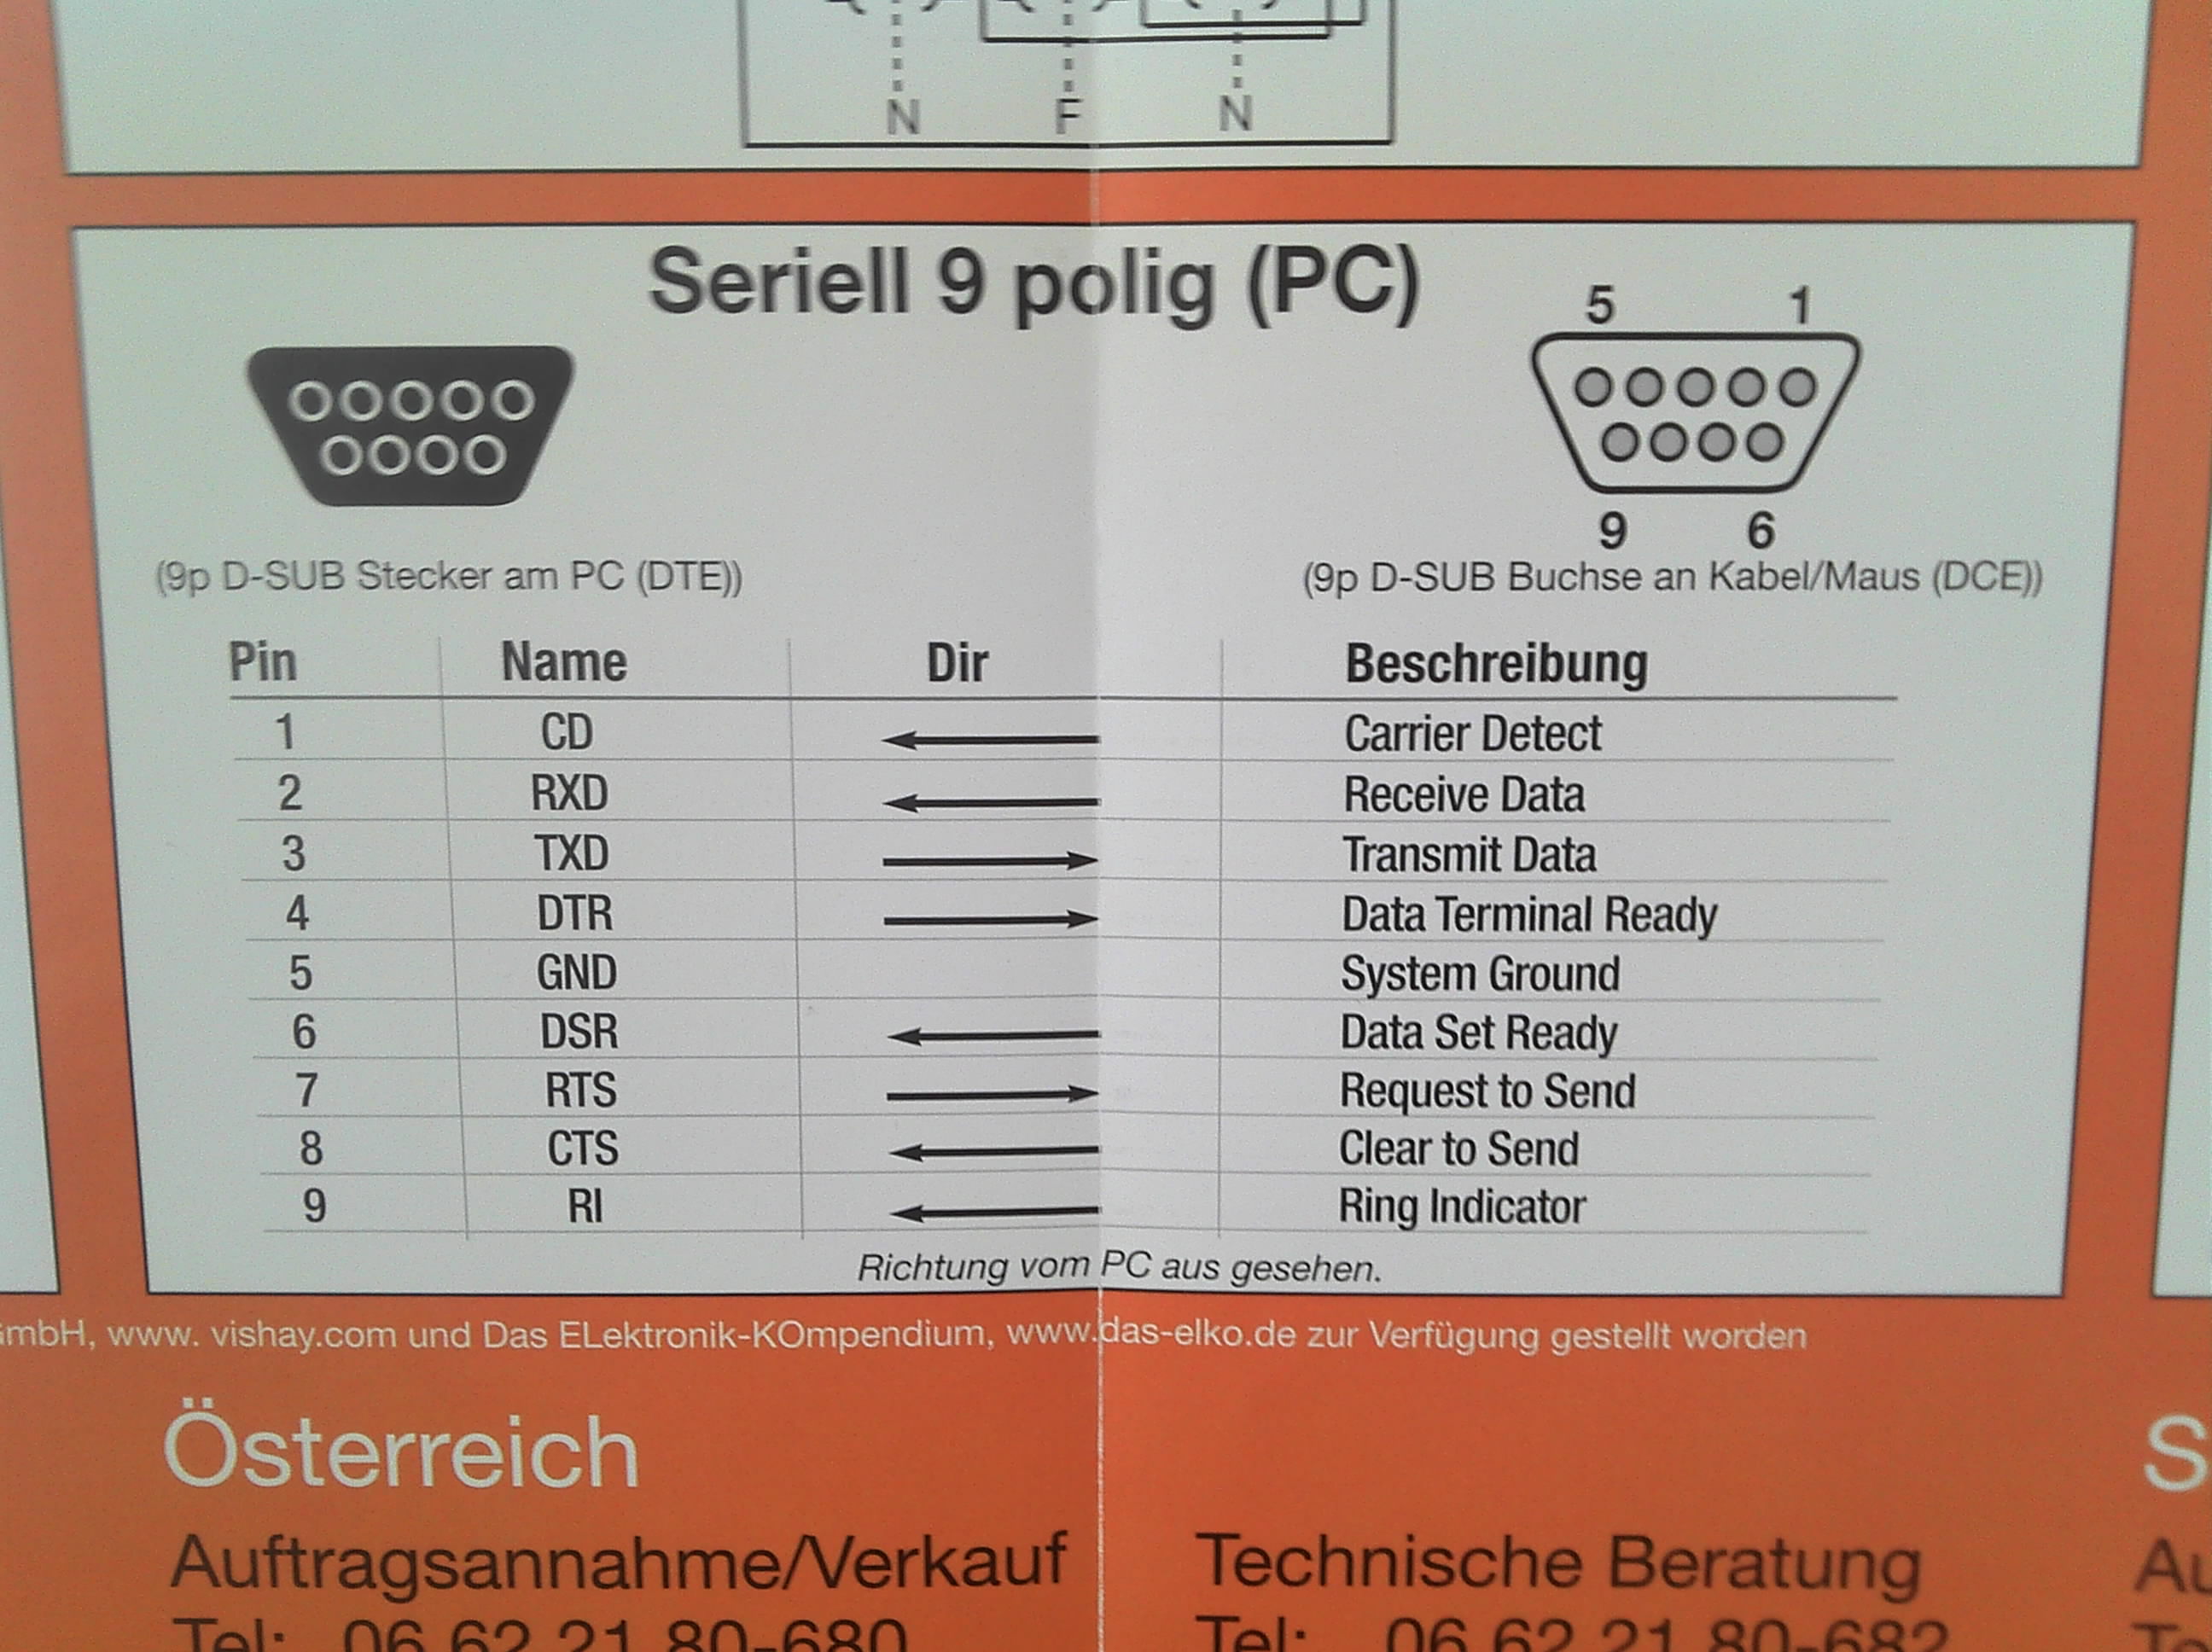 N F N
Seriell 9 polig (PC)
5 1
9 6
(9p D-SUB Stecker am PC (DTE))
(9p D-SUB Buchse an Kabel/Maus (DCE))
Pin Name Dir Beschreibung
1 CD Carrier Detect
2 RXD Receive Data
3 TXD Transmit Data
4 DTR Data Terminal Ready
5 GND System Ground
6 DSR Data Set Ready
7 RTS Request to Send
8 CTS Clear to Send
9 RI Ring Indicator
Richtung vom PC aus gesehen.
mbH, www. vishay.com und Das ELektronik-KOmpendium, www.das-elko.de zur Verfügung gestellt worden
Österreich
S
Auftragsannahme/Verkauf Technische Beratung
Au
Tel: 06 62 21 80-680 Tel: 06 62 21 80-682